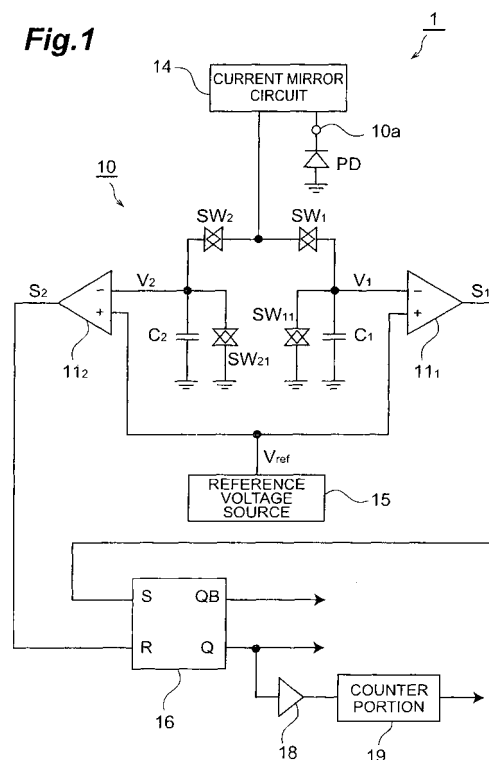 Fig.1
1
14
CURRENT MIRROR
CIRCUIT
10a
PD
10
SW2
SW1
S2
V2
V1
S1
SW11
C2
C1
SW21
112
111
Vref
REFERENCE
VOLTAGE
SOURCE
15
S
QB
R
Q
16
18
COUNTER
PORTION
19